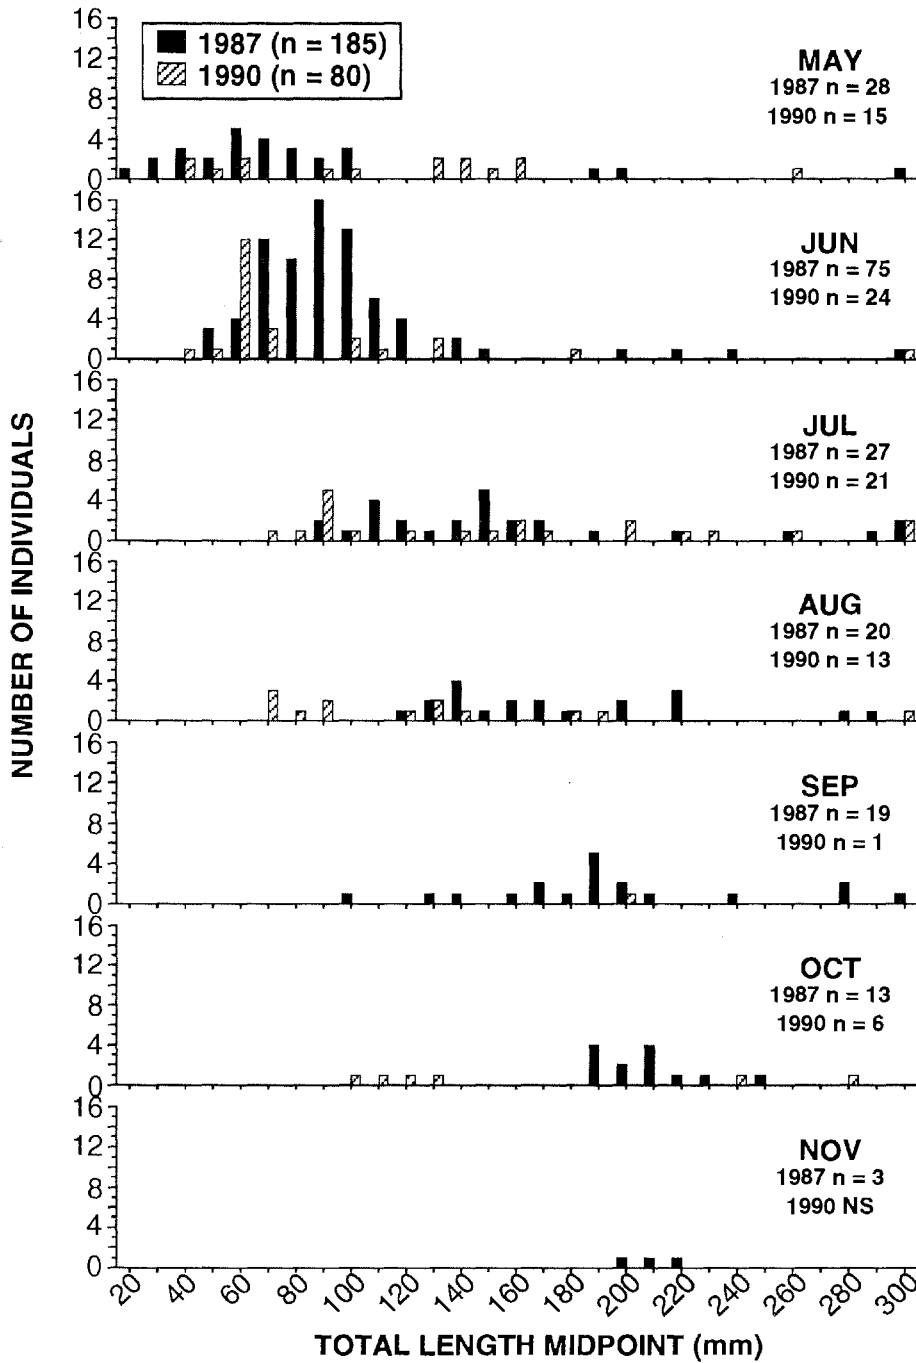 1987 (n = 185)
1990 (n = 80)
NUMBER OF INDIVIDUALS
16
12
8
4
0
MAY
1987 n = 28
1990 n = 15
16
12
8
4
0
JUN
1987 n = 75
1990 n = 24
16
12
8
4
0
JUL
1987 n = 27
1990 n = 21
16
12
8
4
0
AUG
1987 n = 20
1990 n = 13
16
12
8
4
0
SEP
1987 n = 19
1990 n = 1
16
12
8
4
0
OCT
1987 n = 13
1990 n = 6
16
12
8
4
0
NOV
1987 n = 3
1990 NS
20 40 60 80 100 120 140 160 180 200 220 240 260 280 300
TOTAL LENGTH MIDPOINT (mm)